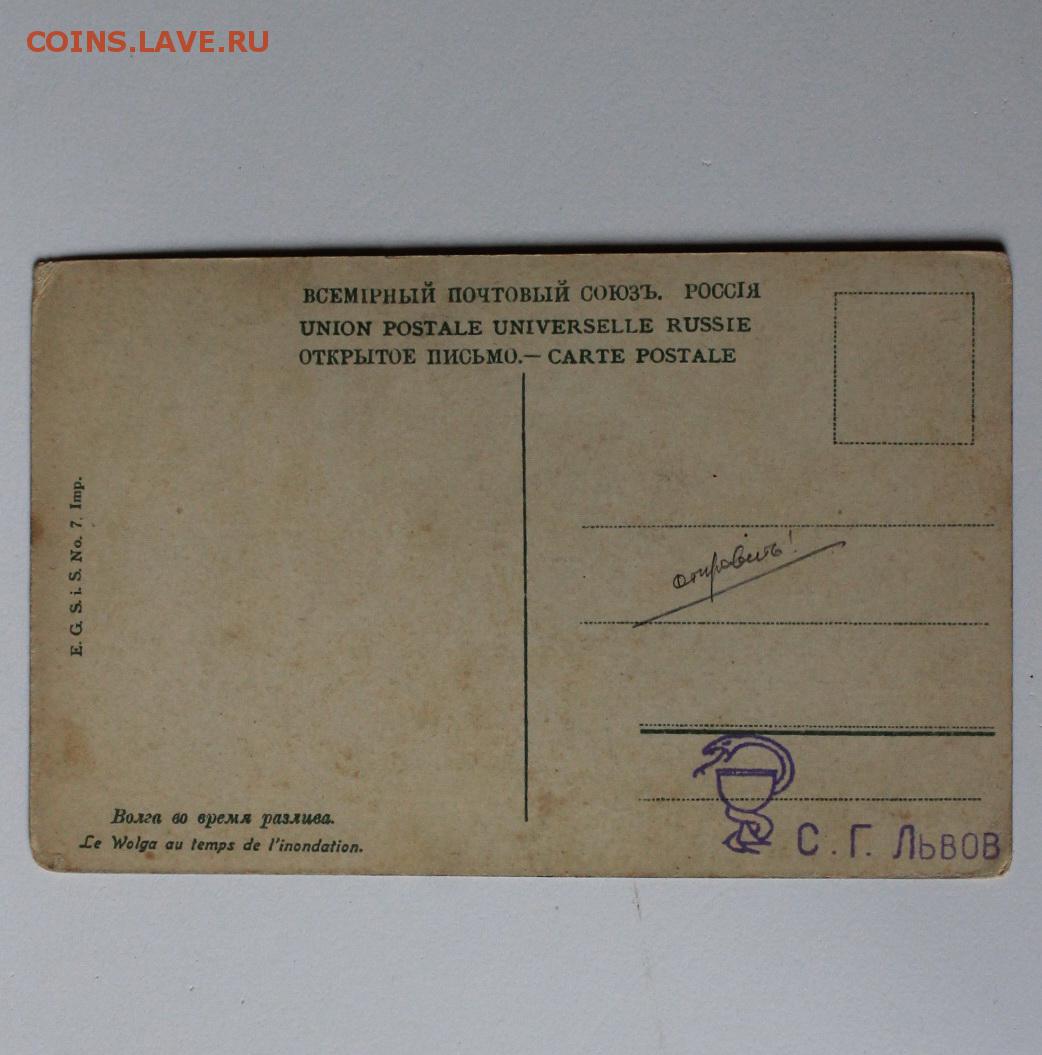 COINS.LAVE.RU
ВСЕМІРНЫЙ ПОЧТОВЫЙ СОЮЗЪ. РОССІЯ
UNION POSTALE UNIVERSELLE RUSSIE
ОТКРЫТОЕ ПИСЬМО.— CARTE POSTALE
E. G. S. i. S. No. 7. Imp.
отправить!
Волга во время разлива.
Le Wolga au temps de l'inondation.
С. Г. Львов